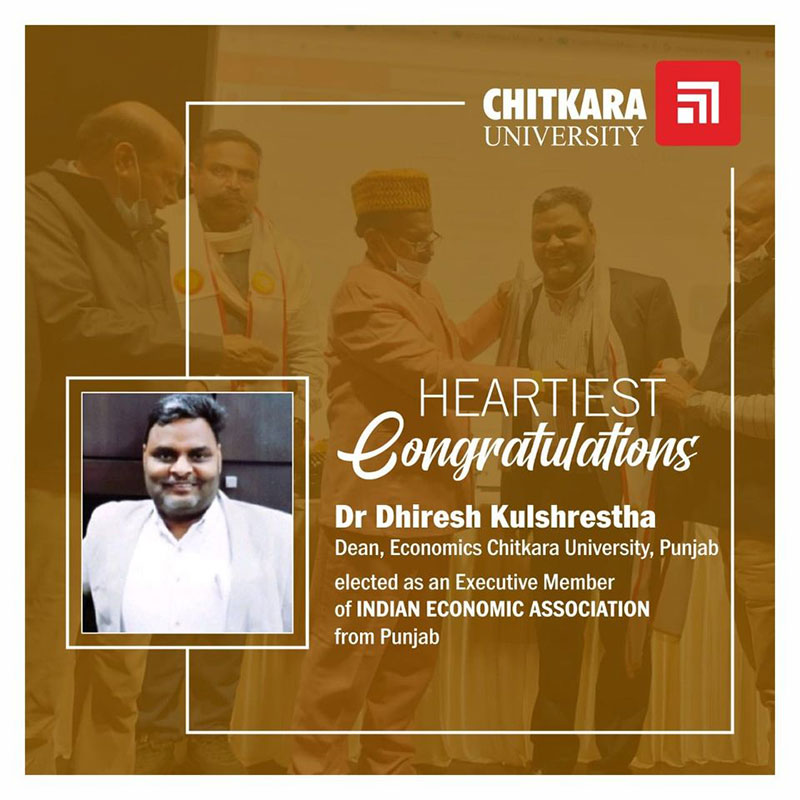 CHITKARA
UNIVERSITY
HEARTIEST
Congratulations
Dr Dhiresh Kulshrestha
Dean, Economics Chitkara University, Punjab
elected as an Executive Member
of INDIAN ECONOMIC ASSOCIATION
from Punjab